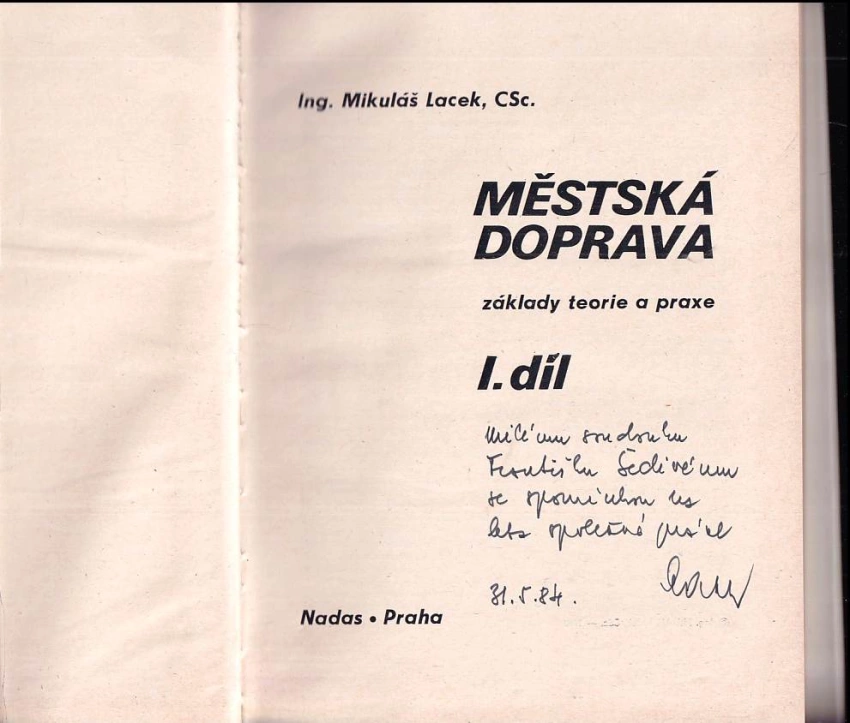 Ing. Mikuláš Lacek, CSc.
MĚSTSKÁ
DOPRAVA
základy teorie a praxe
I. díl
Milému soudruhu
Františku Šedivému
se vzpomínkou na
léta společné práce
31.5.84.
Nadas • Praha